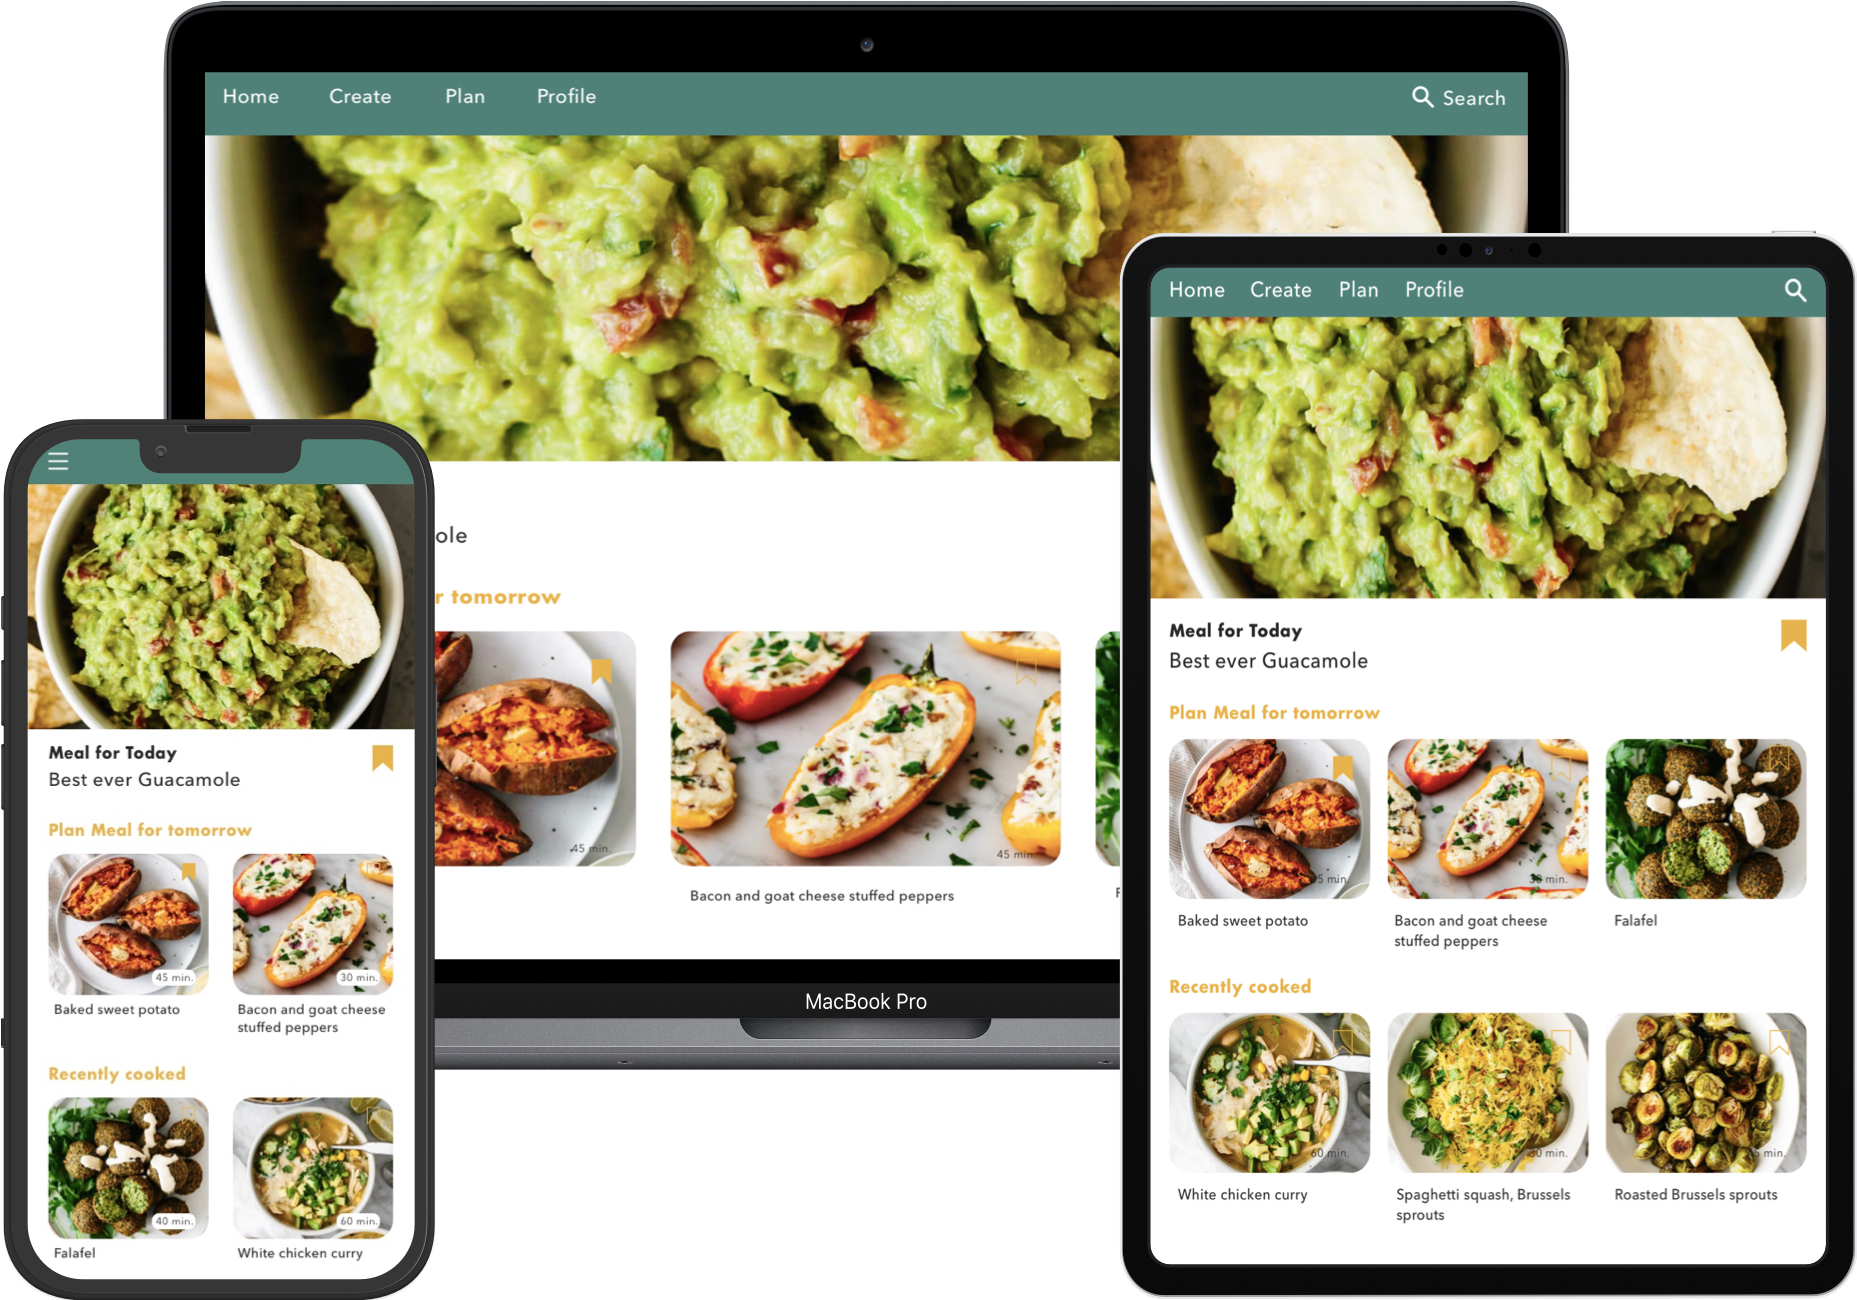 Home Create Plan Profile Search
ole
r tomorrow
45 min.
45 min.
Bacon and goat cheese stuffed peppers
F
MacBook Pro
Meal for Today
Best ever Guacamole
Plan Meal for tomorrow
45 min.
30 min.
Baked sweet potato
Bacon and goat cheese
stuffed peppers
Recently cooked
40 min.
60 min.
Falafel
White chicken curry
Home Create Plan Profile
Meal for Today
Best ever Guacamole
Plan Meal for tomorrow
5 min.
30 min.
Baked sweet potato
Bacon and goat cheese
stuffed peppers
Falafel
Recently cooked
60 min.
30 min.
5 min.
White chicken curry
Spaghetti squash, Brussels
sprouts
Roasted Brussels sprouts